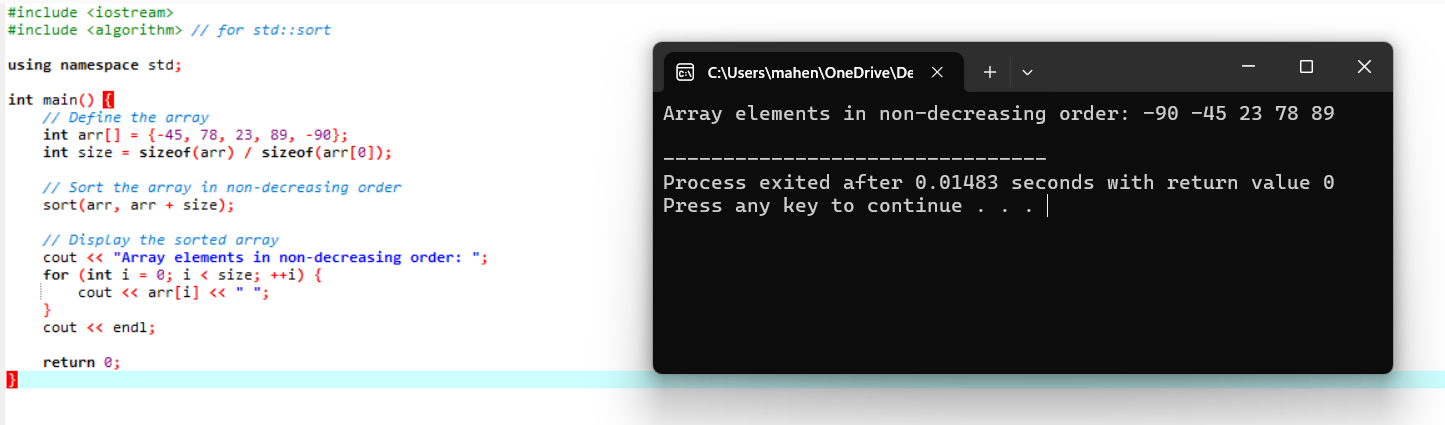 #include <iostream>
#include <algorithm> // for std::sort

using namespace std;

int main() {
    // Define the array
    int arr[] = {-45, 78, 23, 89, -90};
    int size = sizeof(arr) / sizeof(arr[0]);

    // Sort the array in non-decreasing order
    sort(arr, arr + size);

    // Display the sorted array
    cout << "Array elements in non-decreasing order: ";
    for (int i = 0; i < size; ++i) {
        cout << arr[i] << " ";
    }
    cout << endl;

    return 0;
}
C:\Users\mahen\OneDrive\De
Array elements in non-decreasing order: -90 -45 23 78 89

--------------------------------
Process exited after 0.01483 seconds with return value 0
Press any key to continue . . .